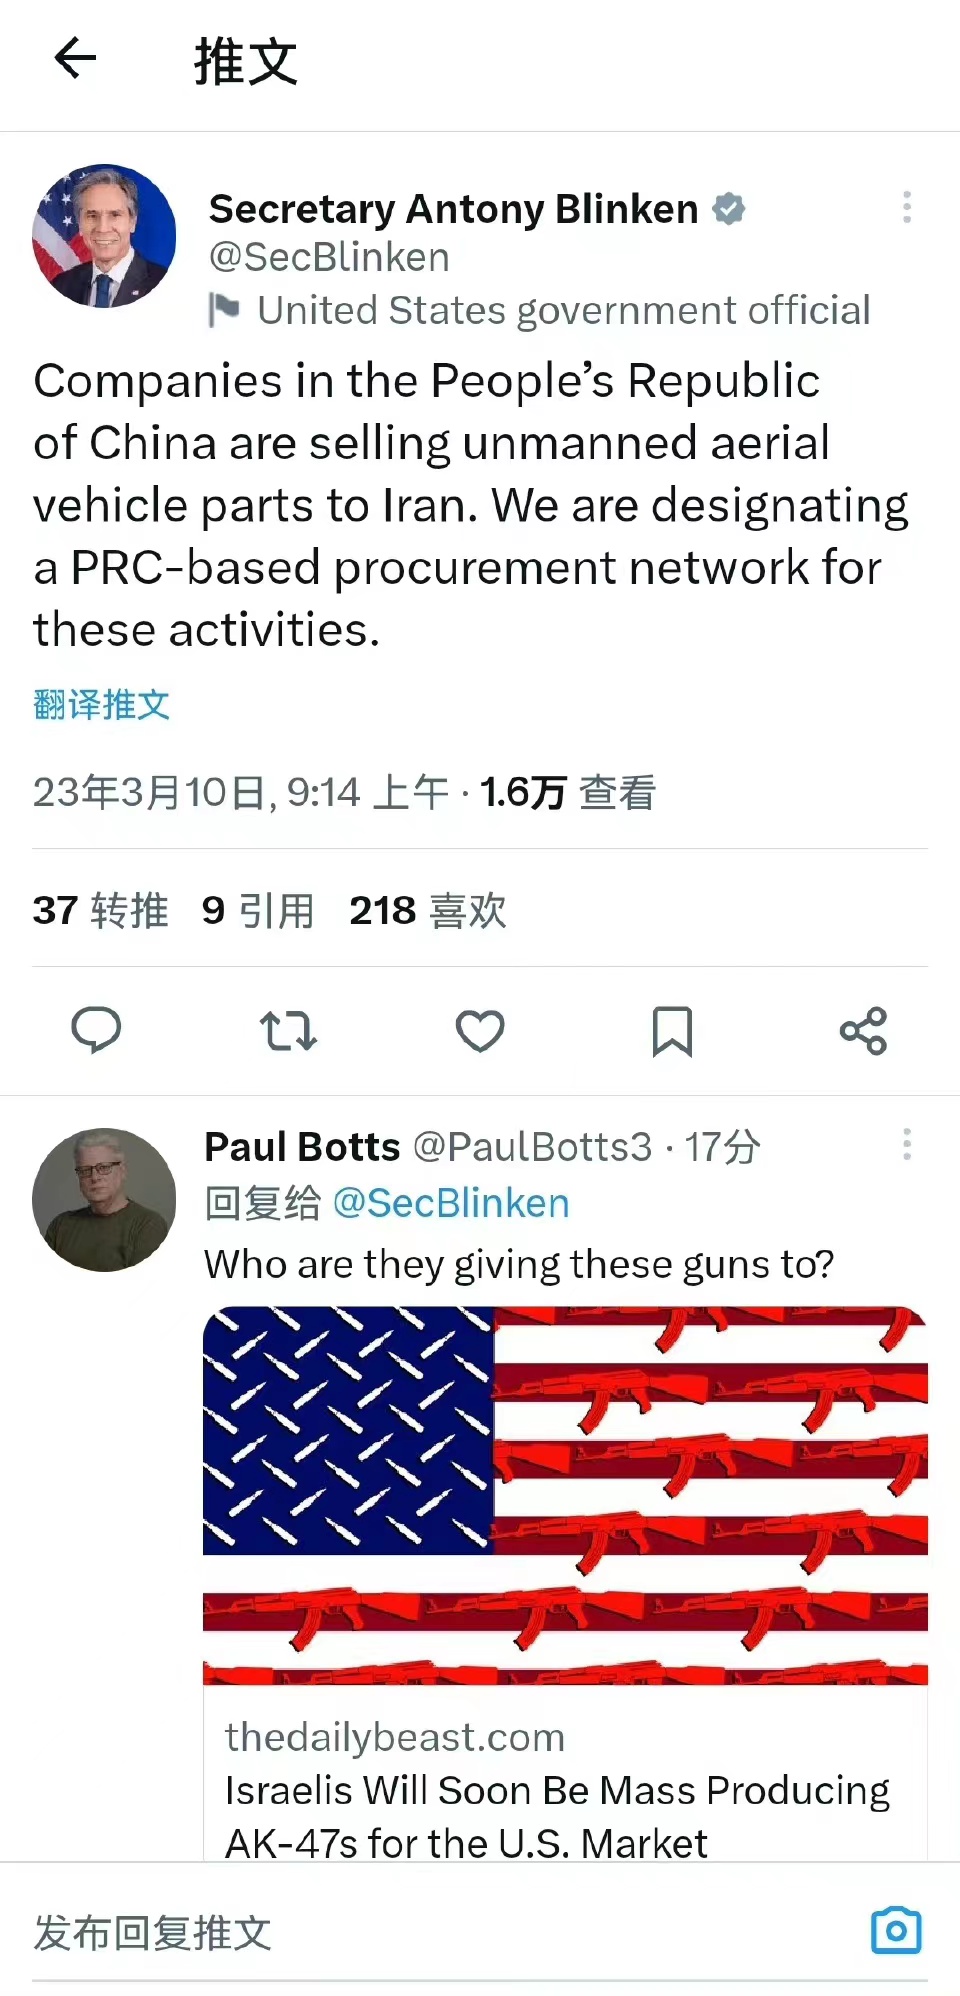 推文
Secretary Antony Blinken
@SecBlinken
United States government official
Companies in the People’s Republic
of China are selling unmanned aerial
vehicle parts to Iran. We are designating
a PRC-based procurement network for
these activities.
翻译推文
23年3月10日, 9:14 上午 · 1.6万 查看
37 转推 9 引用 218 喜欢
Paul Botts @PaulBotts3 · 17分
回复给 @SecBlinken
Who are they giving these guns to?
thedailybeast.com
Israelis Will Soon Be Mass Producing
AK-47s for the U.S. Market
发布回复推文